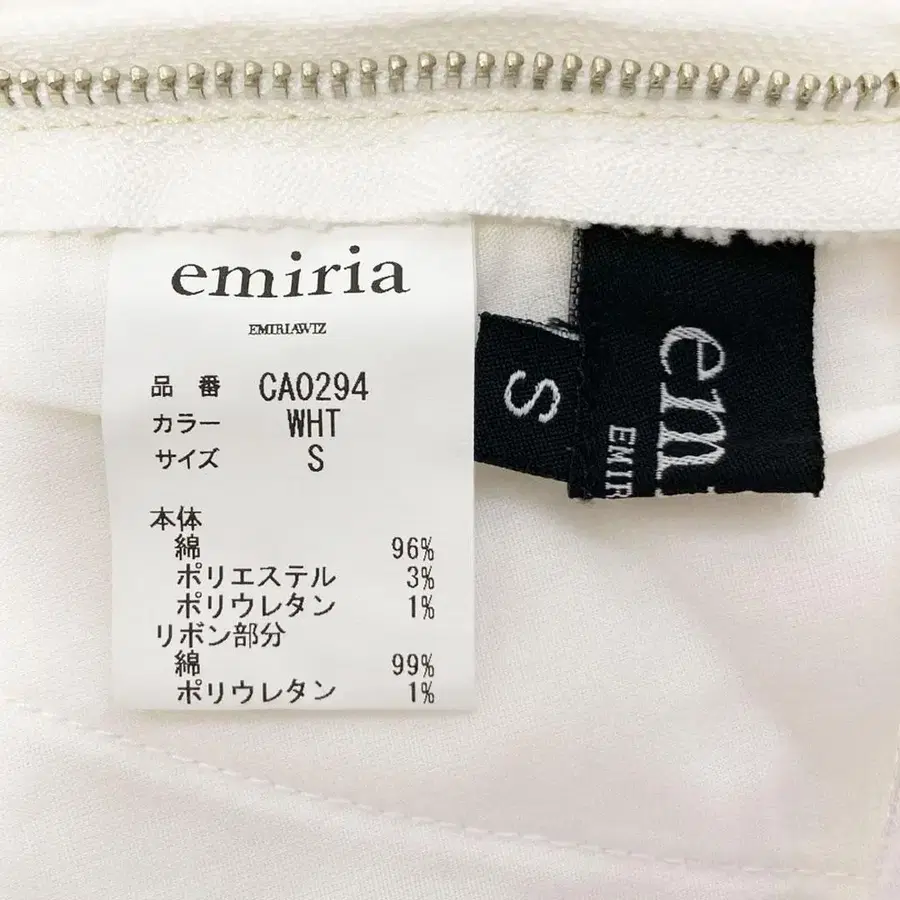 emiria
EMIRIAWIZ
品番 CA0294
カラー WHT
サイズ S
本体
綿 96%
ポリエステル 3%
ポリウレタン 1%
リボン部分
綿 99%
ポリウレタン 1%
S
em
EMIR